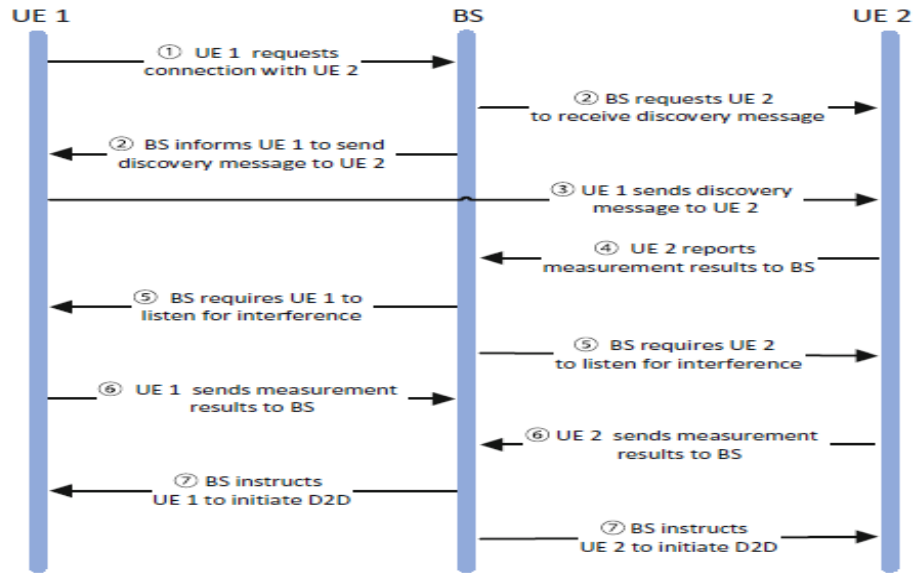 UE 1 BS UE 2
① UE 1 requests
connection with UE 2
② BS requests UE 2
to receive discovery message
② BS informs UE 1 to send
discovery message to UE 2
③ UE 1 sends discovery
message to UE 2
④ UE 2 reports
measurement results to BS
⑤ BS requires UE 1 to
listen for interference
⑤ BS requires UE 2
to listen for interference
⑥ UE 1 sends measurement
results to BS
⑥ UE 2 sends measurement
results to BS
⑦ BS instructs
UE 1 to initiate D2D
⑦ BS instructs
UE 2 to initiate D2D